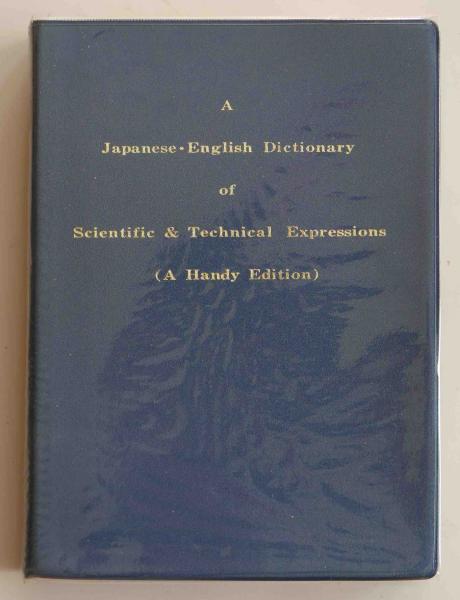 A
Japanese-English Dictionary
of
Scientific & Technical Expressions
(A Handy Edition)